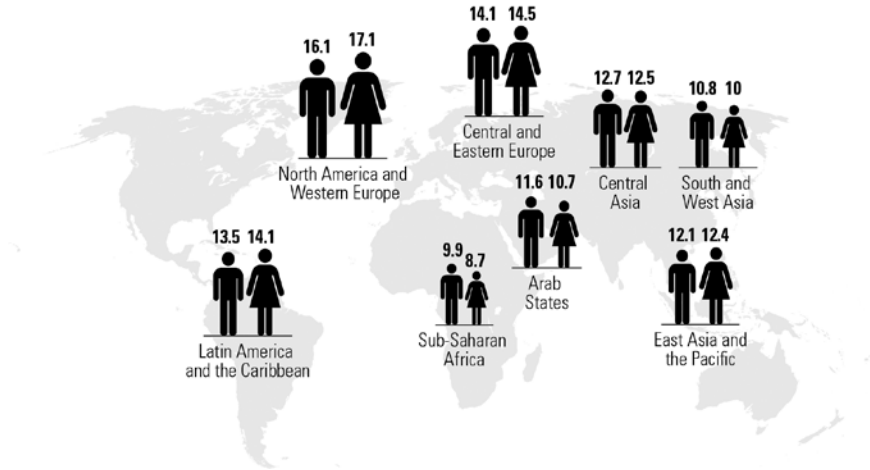 16.1 17.1
North America and
Western Europe
14.1 14.5
Central and
Eastern Europe
12.7 12.5
Central
Asia
10.8 10
South and
West Asia
11.6 10.7
Arab
States
13.5 14.1
Latin America
and the Caribbean
9.9 8.7
Sub-Saharan
Africa
12.1 12.4
East Asia and
the Pacific